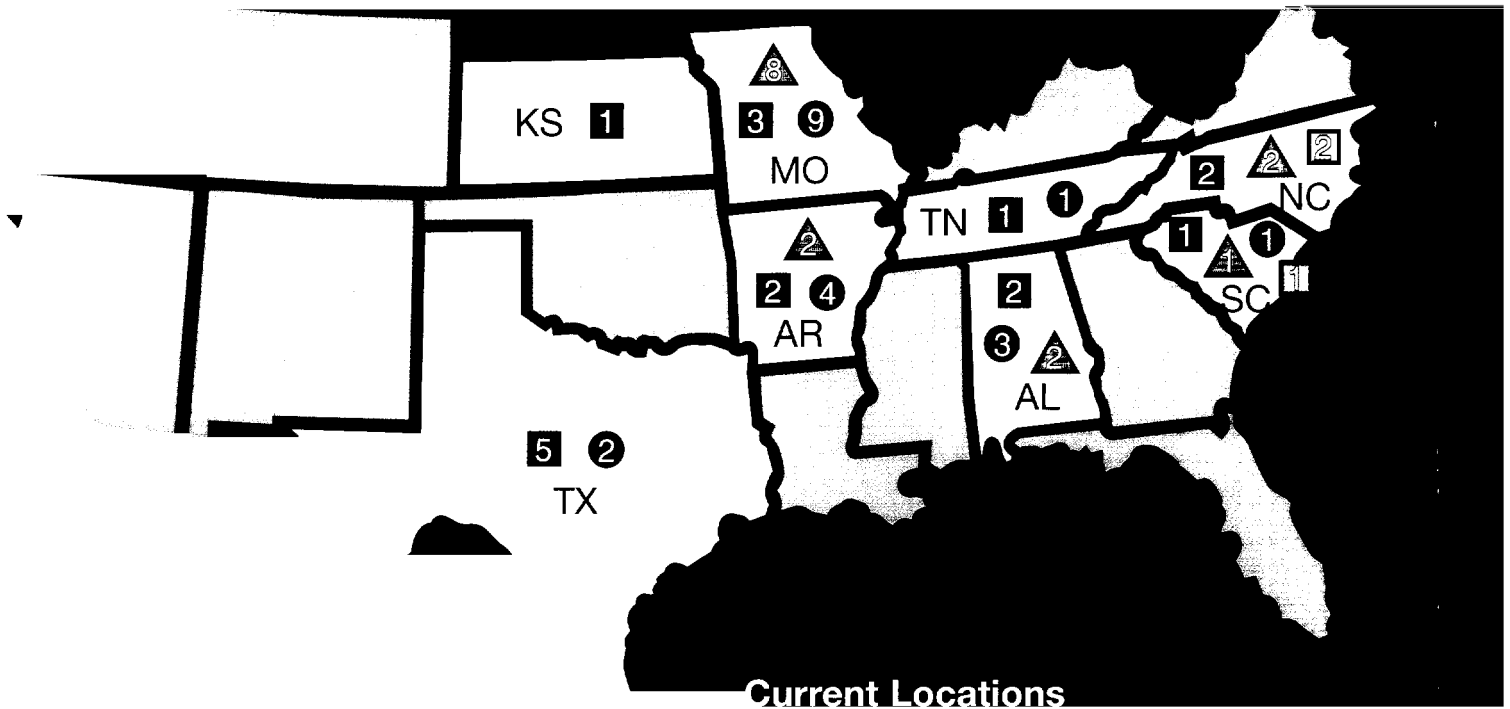 8
KS 1
3 9
MO
2 2
2
NC
TN 1 1
1 1
1 1
SC
2
2 4
AR
2
3 2
AL
5 2
TX
Current Locations